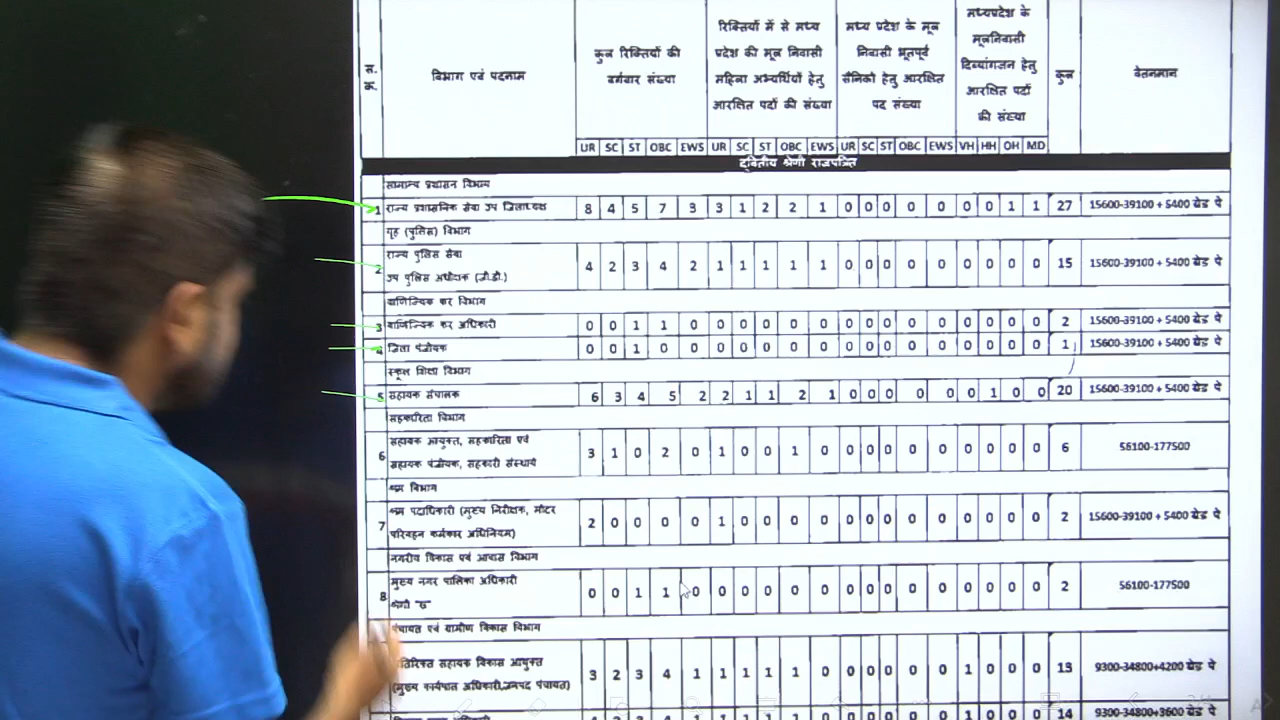 स. क्र.
विभाग एवं पदनाम
कुल रिक्तियों की वर्गवार संख्या
रिक्तियों में से मध्य प्रदेश की मूल निवासी महिला अभ्यर्थियों हेतु आरक्षित पदों की संख्या
मध्य प्रदेश के मूल निवासी भूतपूर्व सैनिकों हेतु आरक्षित पद संख्या
मध्यप्रदेश के मूलनिवासी दिव्यांगजन हेतु आरक्षित पदों की संख्या
कुल
वेतनमान
UR SC ST OBC EWS UR SC ST OBC EWS UR SC ST OBC EWS VH HH OH MD
द्वितीय श्रेणी राजपत्रित
सामान्य प्रशासन विभाग
1 राज्य प्रशासनिक सेवा उप जिलाध्यक्ष 8 4 5 7 3 3 1 2 2 1 0 0 0 0 0 0 0 1 1 27 15600-39100 + 5400 ग्रेड पे
गृह (पुलिस) विभाग
2 राज्य पुलिस सेवा
उप पुलिस अधीक्षक (जी.डी.) 4 2 3 4 2 1 1 1 1 1 0 0 0 0 0 0 0 0 0 15 15600-39100 + 5400 ग्रेड पे
वाणिज्यिक कर विभाग
3 वाणिज्यिक कर अधिकारी 0 0 1 1 0 0 0 0 0 0 0 0 0 0 0 0 0 0 0 2 15600-39100 + 5400 ग्रेड पे
4 जिला पंजीयक 0 0 1 0 0 0 0 0 0 0 0 0 0 0 0 0 0 0 0 1 15600-39100 + 5400 ग्रेड पे
स्कूल शिक्षा विभाग
5 सहायक संचालक 6 3 4 5 2 2 1 1 2 1 0 0 0 0 0 0 1 0 0 20 15600-39100 + 5400 ग्रेड पे
सहकारिता विभाग
6 सहायक आयुक्त, सहकारिता एवं
सहायक पंजीयक, सहकारी संस्थायें 3 1 0 2 0 1 0 0 1 0 0 0 0 0 0 0 0 0 0 6 56100-177500
श्रम विभाग
7 श्रम पदाधिकारी (मुख्य निरीक्षक, मोटर
परिवहन कर्मकार अधिनियम) 2 0 0 0 0 1 0 0 0 0 0 0 0 0 0 0 0 0 0 2 15600-39100 + 5400 ग्रेड पे
नगरीय विकास एवं आवास विभाग
8 मुख्य नगर पालिका अधिकारी
श्रेणी "ख" 0 0 1 1 0 0 0 0 0 0 0 0 0 0 0 0 0 0 0 2 56100-177500
पंचायत एवं ग्रामीण विकास विभाग
अतिरिक्त सहायक विकास आयुक्त
(मुख्य कार्यपालन अधिकारी,जनपद पंचायत) 3 2 3 4 1 1 1 1 1 0 0 0 0 0 0 1 0 0 0 13 9300-34800+4200 ग्रेड पे
1 0 0 0 14 9300-34800+3600 ग्रेड पे